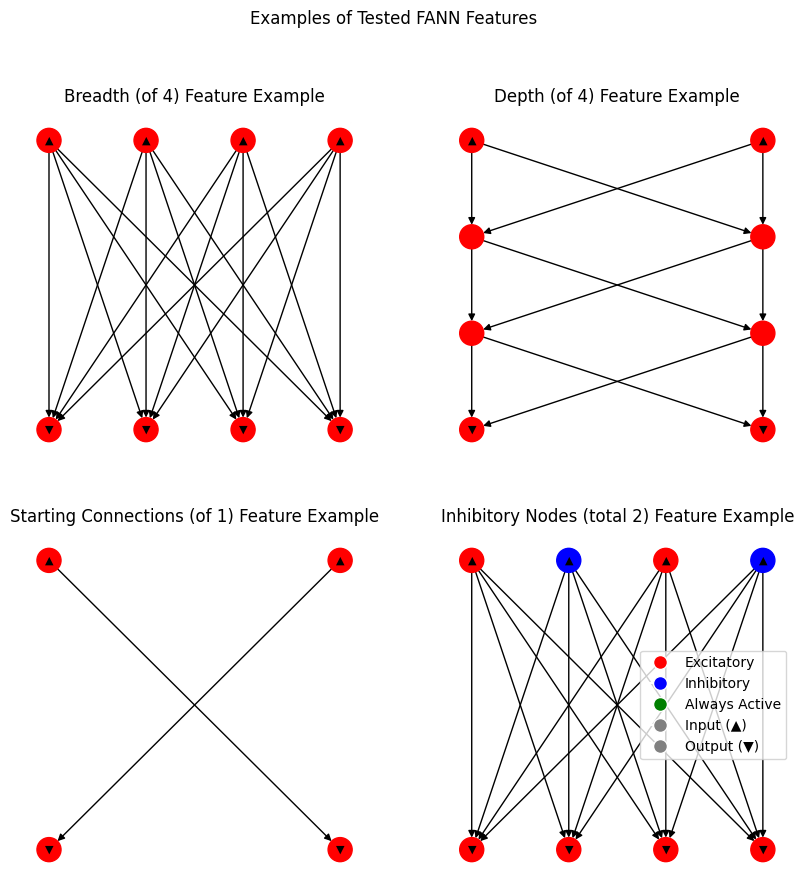 Examples of Tested FANN Features
Breadth (of 4) Feature Example
Depth (of 4) Feature Example
▲ ▲ ▲ ▲
▲ ▲
▼ ▼ ▼ ▼
▼ ▼
Starting Connections (of 1) Feature Example
Inhibitory Nodes (total 2) Feature Example
▲ ▲
▲ ▲ ▲ ▲
Excitatory
Inhibitory
Always Active
Input (▲)
Output (▼)
▼ ▼
▼ ▼ ▼ ▼